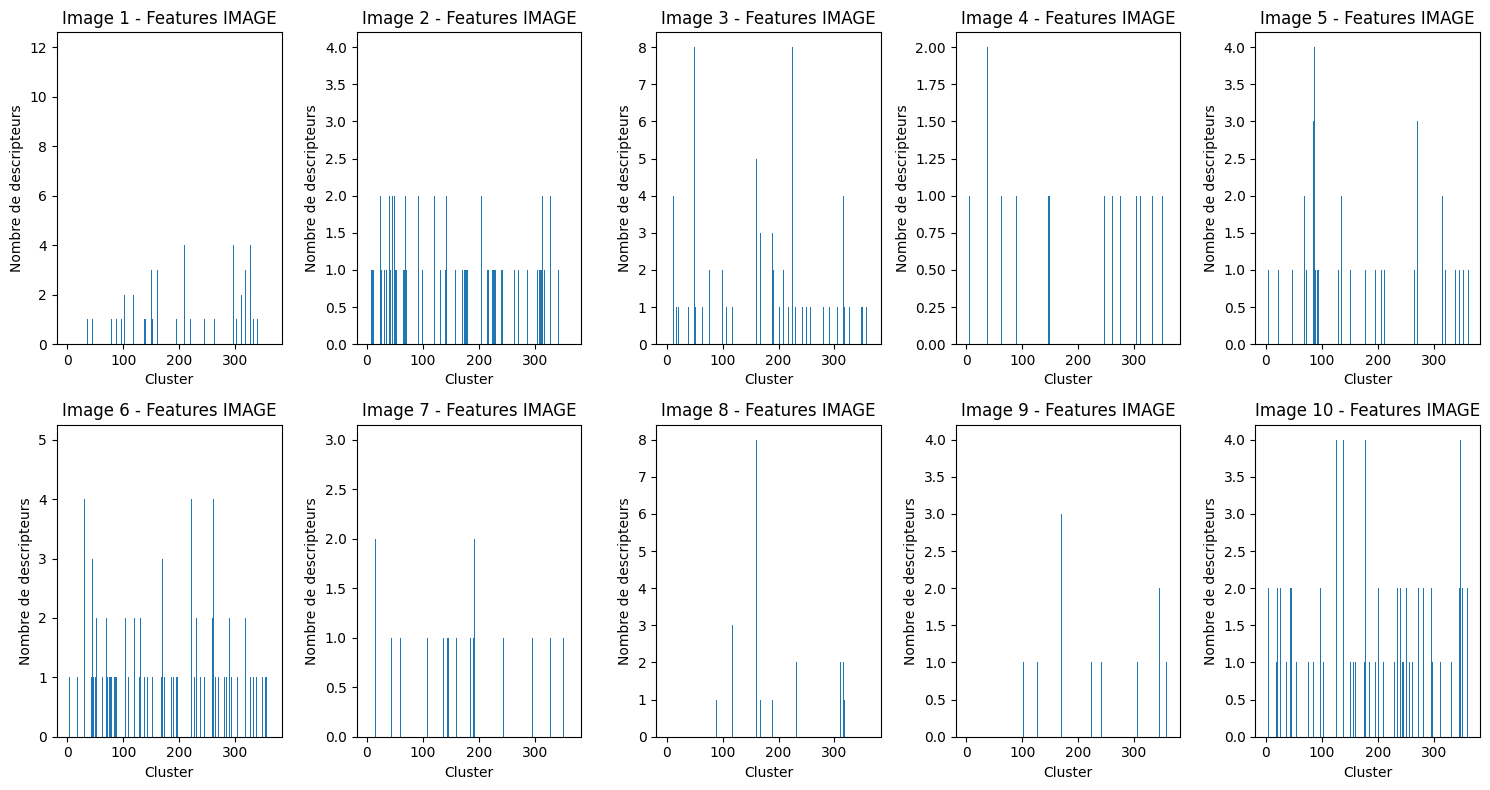 Image 1 - Features IMAGE
Nombre de descripteurs
12
10
8
6
4
2
0
0 100 200 300
Cluster
Image 2 - Features IMAGE
Nombre de descripteurs
4.0
3.5
3.0
2.5
2.0
1.5
1.0
0.5
0.0
0 100 200 300
Cluster
Image 3 - Features IMAGE
Nombre de descripteurs
8
7
6
5
4
3
2
1
0
0 100 200 300
Cluster
Image 4 - Features IMAGE
Nombre de descripteurs
2.00
1.75
1.50
1.25
1.00
0.75
0.50
0.25
0.00
0 100 200 300
Cluster
Image 5 - Features IMAGE
Nombre de descripteurs
4.0
3.5
3.0
2.5
2.0
1.5
1.0
0.5
0.0
0 100 200 300
Cluster
Image 6 - Features IMAGE
Nombre de descripteurs
5
4
3
2
1
0
0 100 200 300
Cluster
Image 7 - Features IMAGE
Nombre de descripteurs
3.0
2.5
2.0
1.5
1.0
0.5
0.0
0 100 200 300
Cluster
Image 8 - Features IMAGE
Nombre de descripteurs
8
7
6
5
4
3
2
1
0
0 100 200 300
Cluster
Image 9 - Features IMAGE
Nombre de descripteurs
4.0
3.5
3.0
2.5
2.0
1.5
1.0
0.5
0.0
0 100 200 300
Cluster
Image 10 - Features IMAGE
Nombre de descripteurs
4.0
3.5
3.0
2.5
2.0
1.5
1.0
0.5
0.0
0 100 200 300
Cluster